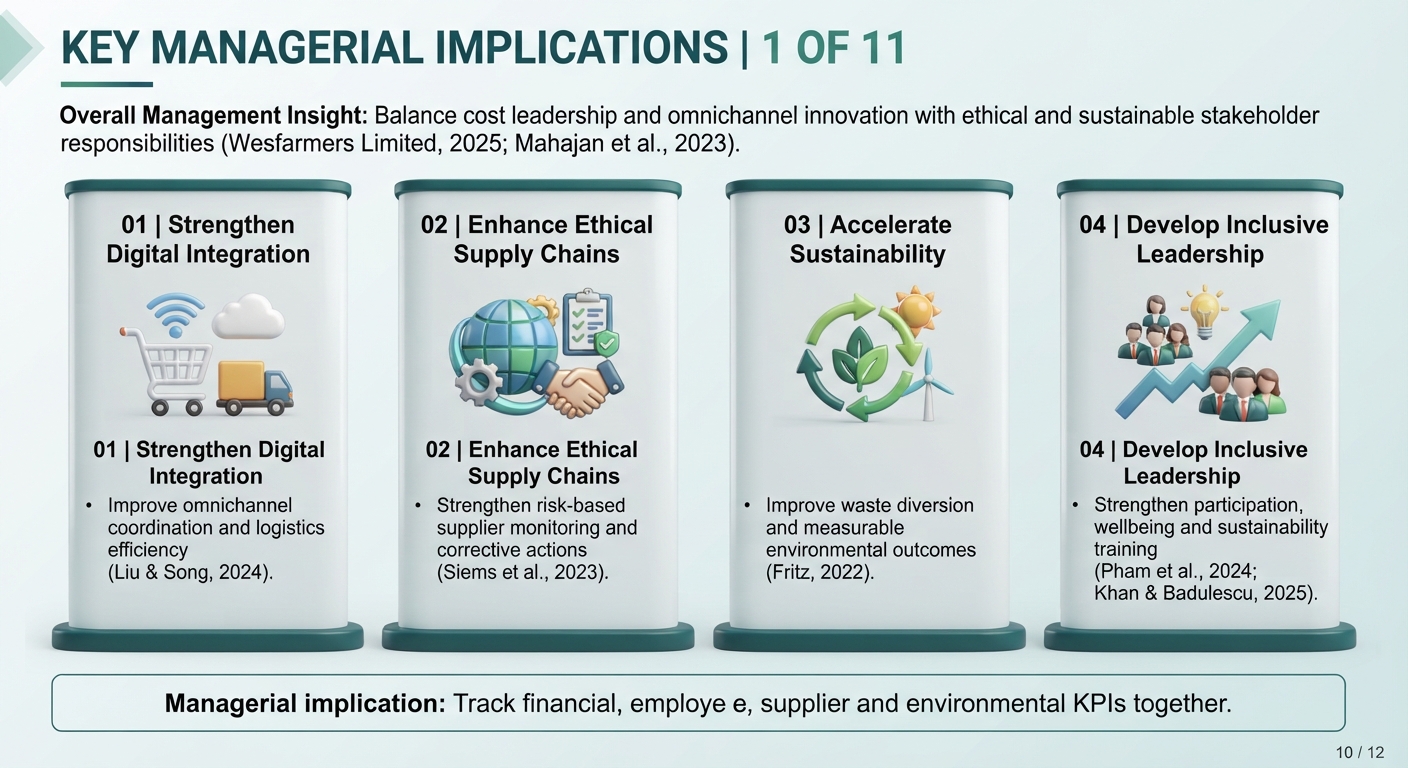 KEY MANAGERIAL IMPLICATIONS | 1 OF 11
Overall Management Insight: Balance cost leadership and omnichannel innovation with ethical and sustainable stakeholder
responsibilities (Wesfarmers Limited, 2025; Mahajan et al., 2023).
01 | Strengthen
Digital Integration
01 | Strengthen Digital
Integration
• Improve omnichannel
coordination and logistics
efficiency
(Liu & Song, 2024).
02 | Enhance Ethical
Supply Chains
02 | Enhance Ethical
Supply Chains
• Strengthen risk-based
supplier monitoring and
corrective actions
(Siems et al., 2023).
03 | Accelerate
Sustainability
• Improve waste diversion
and measurable
environmental outcomes
(Fritz, 2022).
04 | Develop Inclusive
Leadership
04 | Develop Inclusive
Leadership
• Strengthen participation,
wellbeing and sustainability
training
(Pham et al., 2024;
Khan & Badulescu, 2025).
Managerial implication: Track financial, employe e, supplier and environmental KPIs together.
10 / 12